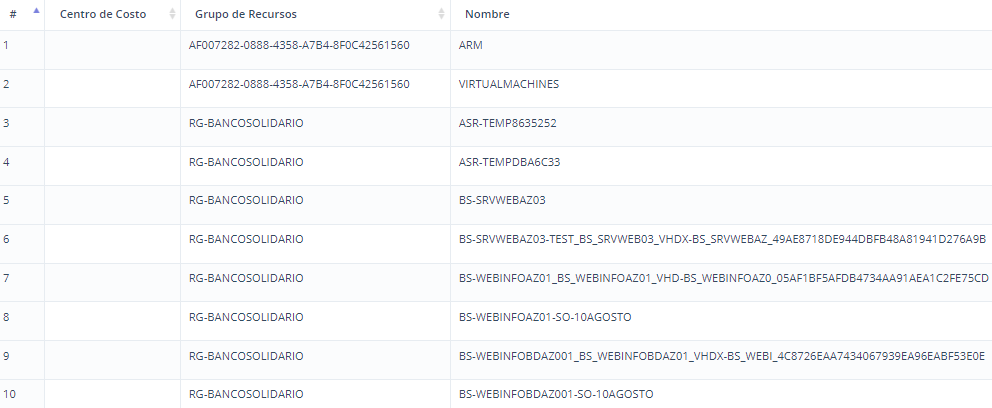 # Centro de Costo Grupo de Recursos Nombre
1 AF007282-0888-4358-A7B4-8F0C42561560 ARM
2 AF007282-0888-4358-A7B4-8F0C42561560 VIRTUALMACHINES
3 RG-BANCOSOLIDARIO ASR-TEMP8635252
4 RG-BANCOSOLIDARIO ASR-TEMPDBA6C33
5 RG-BANCOSOLIDARIO BS-SRVWEBAZ03
6 RG-BANCOSOLIDARIO BS-SRVWEBAZ03-TEST_BS_SRVWEB03_VHDX-BS_SRVWEBAZ_49AE8718DE944DBFB48A81941D276A9B
7 RG-BANCOSOLIDARIO BS-WEBINFOAZ01_BS_WEBINFOAZ01_VHD-BS_WEBINFOAZ0_05AF1BF5AFDB4734AA91AEA1C2FE75CD
8 RG-BANCOSOLIDARIO BS-WEBINFOAZ01-SO-10AGOSTO
9 RG-BANCOSOLIDARIO BS-WEBINFOBDAZ001_BS_WEBINFOBDAZ01_VHDX-BS_WEBI_4C8726EAA7434067939EA96EABF53E0E
10 RG-BANCOSOLIDARIO BS-WEBINFOBDAZ001-SO-10AGOSTO